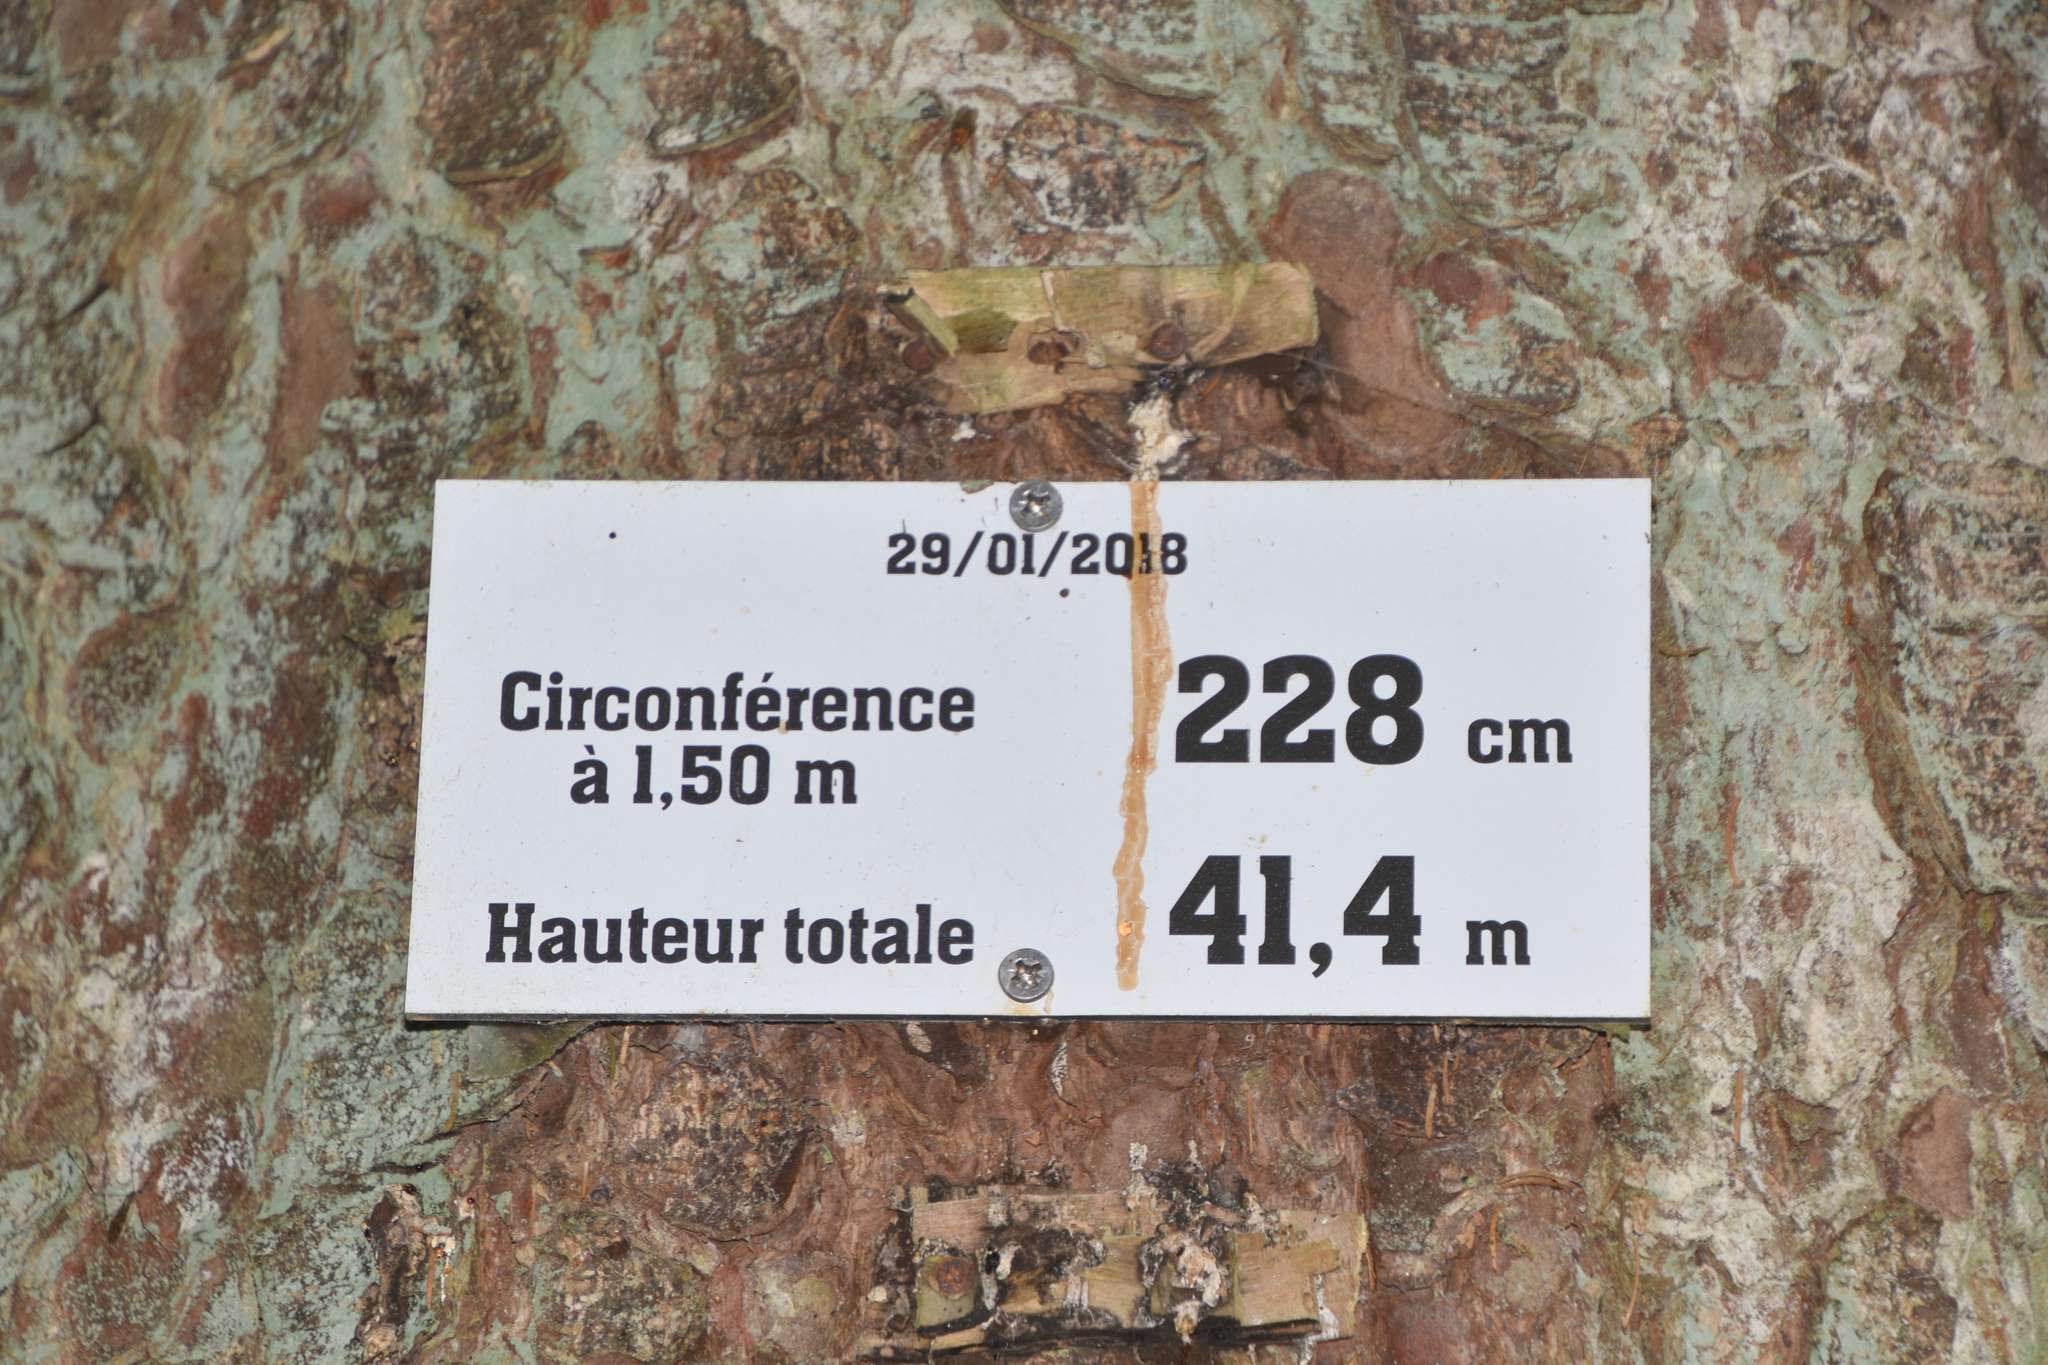 29/01/2018
Circonférence
à 1,50 m
228 cm
Hauteur totale
41,4 m